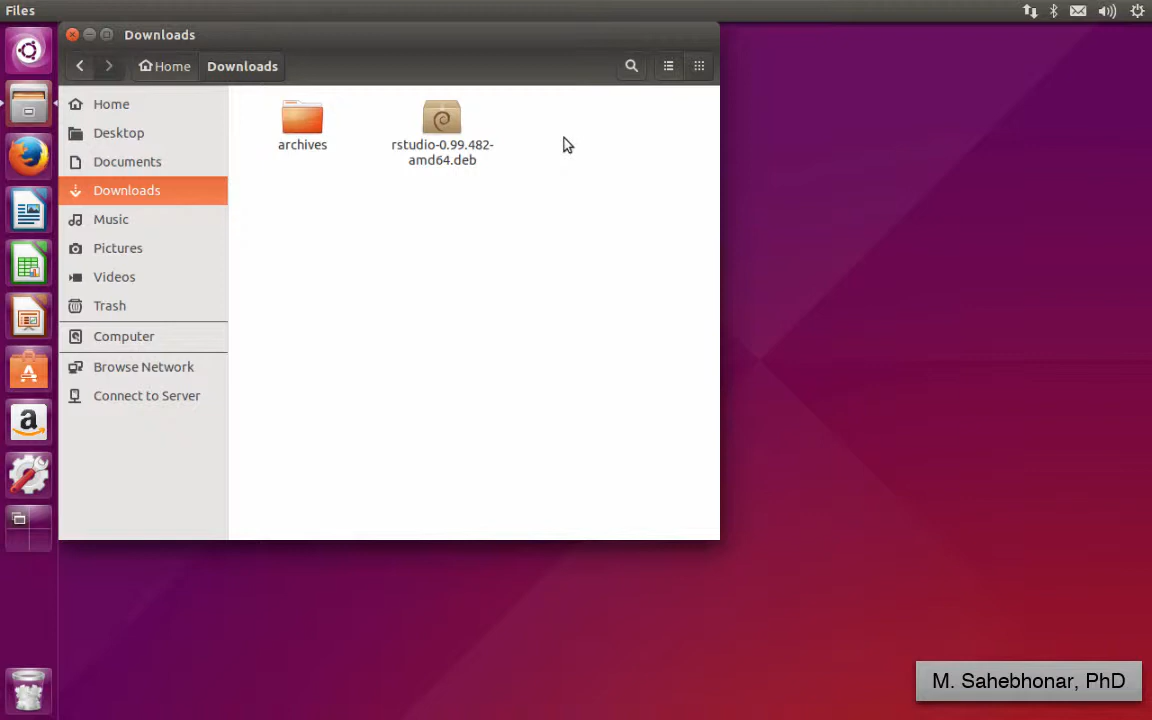 Files
Downloads
Home
Downloads
Home
Desktop
Documents
Downloads
Music
Pictures
Videos
Trash
Computer
Browse Network
Connect to Server
archives
rstudio-0.99.482-
amd64.deb
a
M. Sahebhonar, PhD